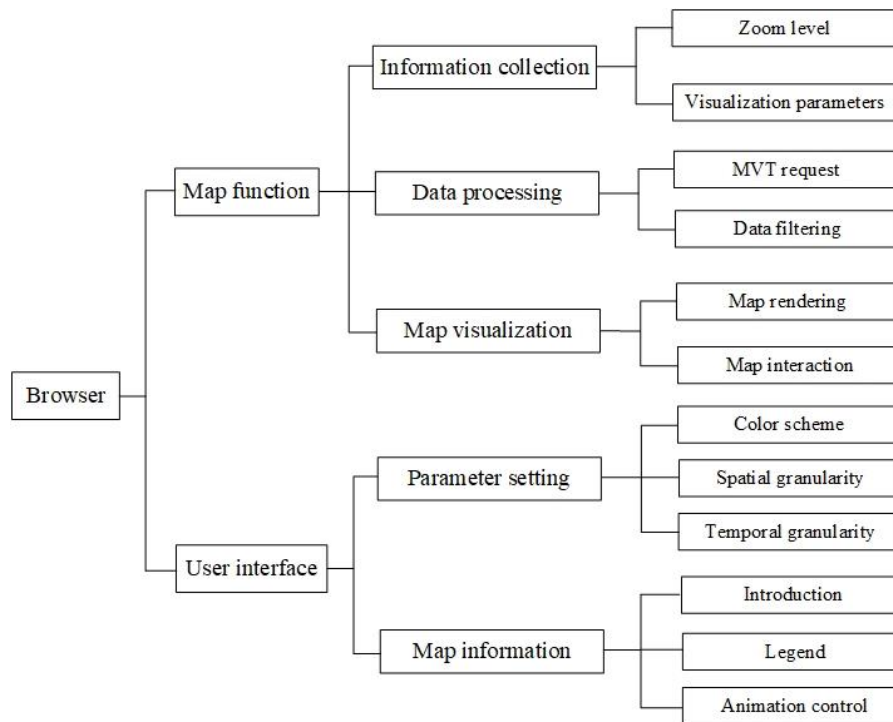 Zoom level
Information collection
Visualization parameters
MVT request
Map function
Data processing
Data filtering
Map rendering
Map visualization
Map interaction
Browser
Color scheme
Parameter setting
Spatial granularity
Temporal granularity
User interface
Introduction
Map information
Legend
Animation control